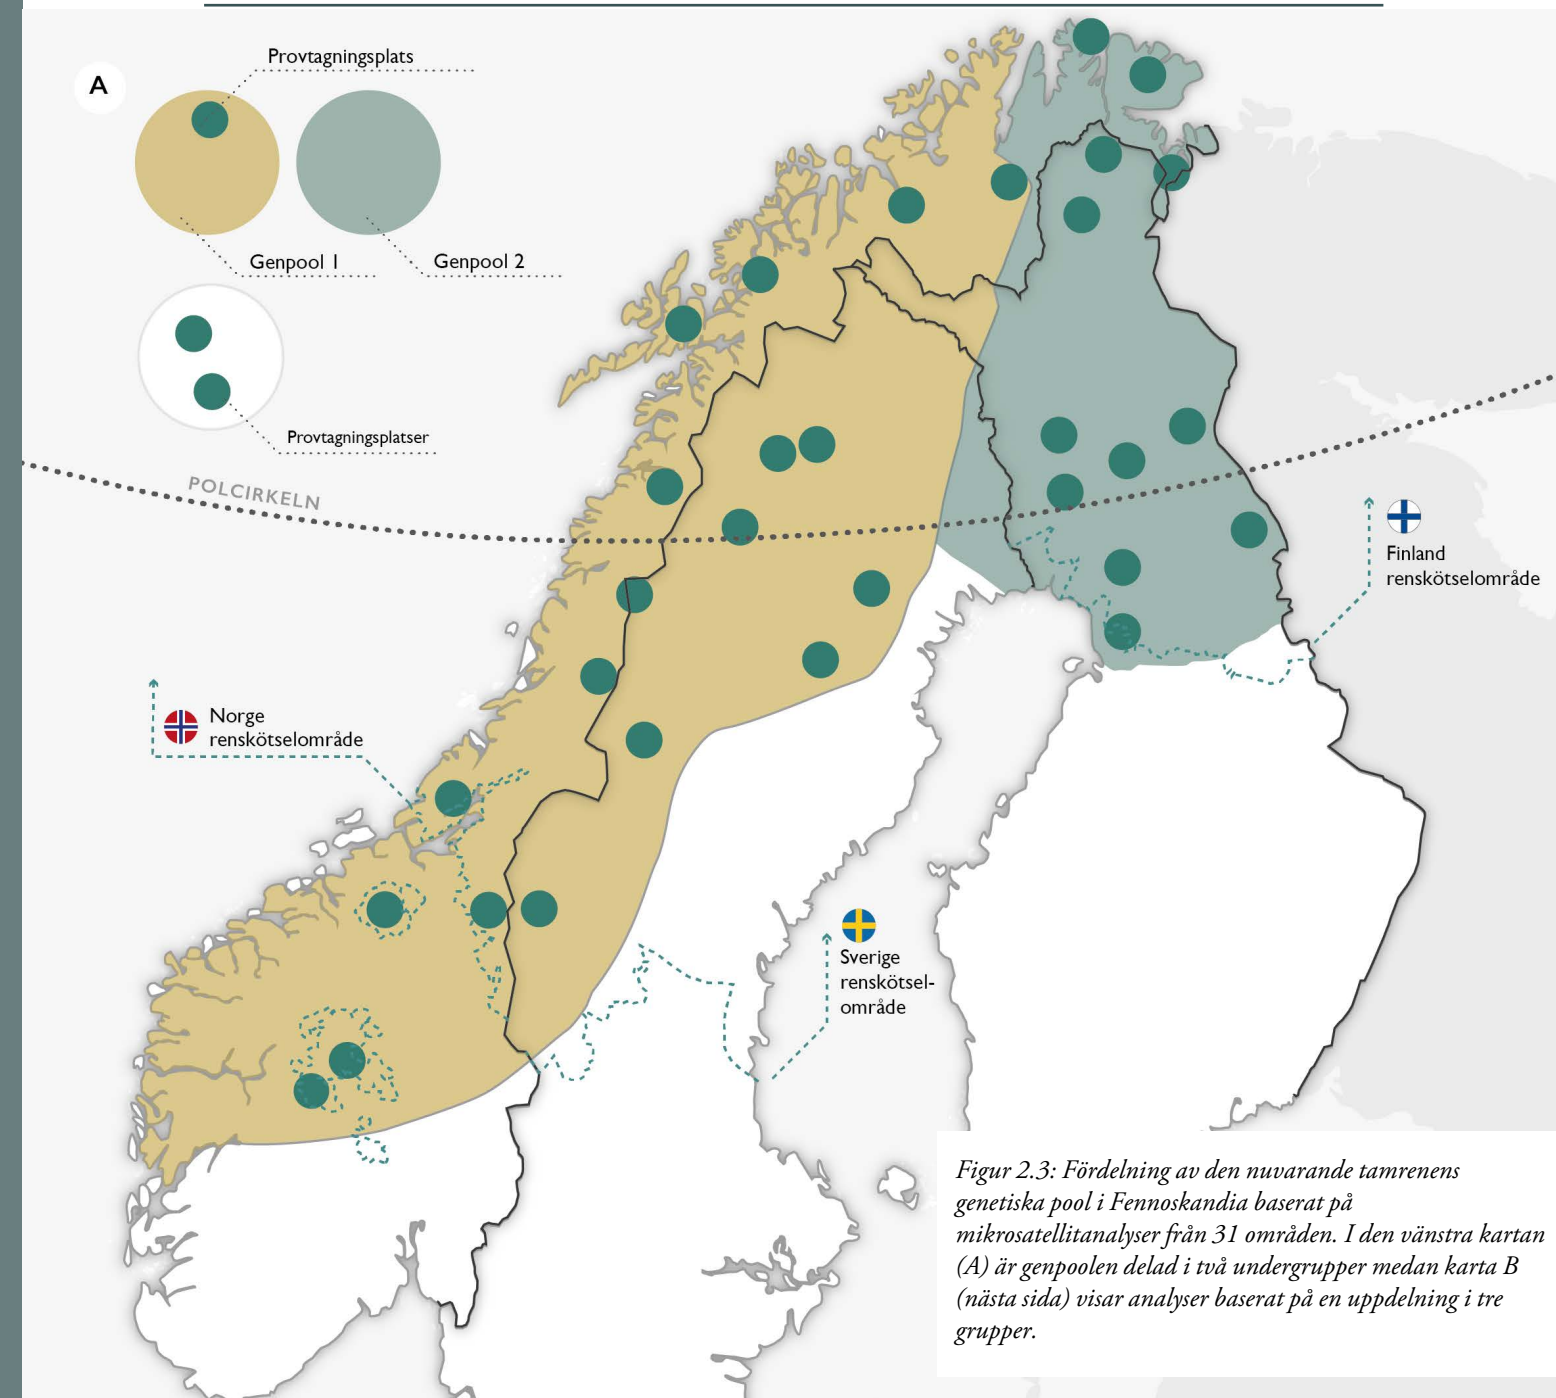 A
Provtagningsplats
Genpool 1
Genpool 2
Provtagningsplatser
POLCIRKELN
Finland
renskötselområde
Norge
renskötselområde
Sverige
renskötsel-
område
Figur 2.3: Fördelning av den nuvarande tamrenens
genetiska pool i Fennoskandia baserat på
mikrosatellitanalyser från 31 områden. I den vänstra kartan
(A) är genpoolen delad i två undergrupper medan karta B
(nästa sida) visar analyser baserat på en uppdelning i tre
grupper.